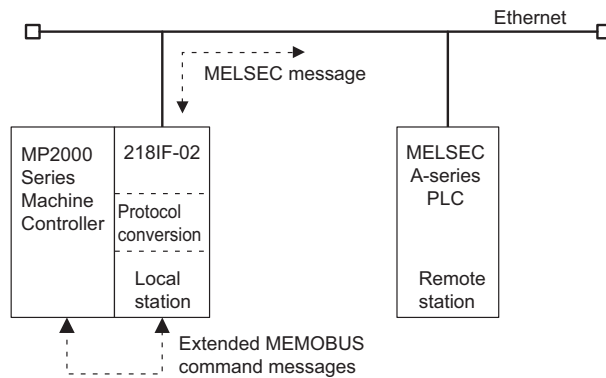 Ethernet
MELSEC message
MP2000
Series
Machine
Controller
218IF-02
Protocol
conversion
Local
station
MELSEC
A-series
PLC
Remote
station
Extended MEMOBUS
command messages